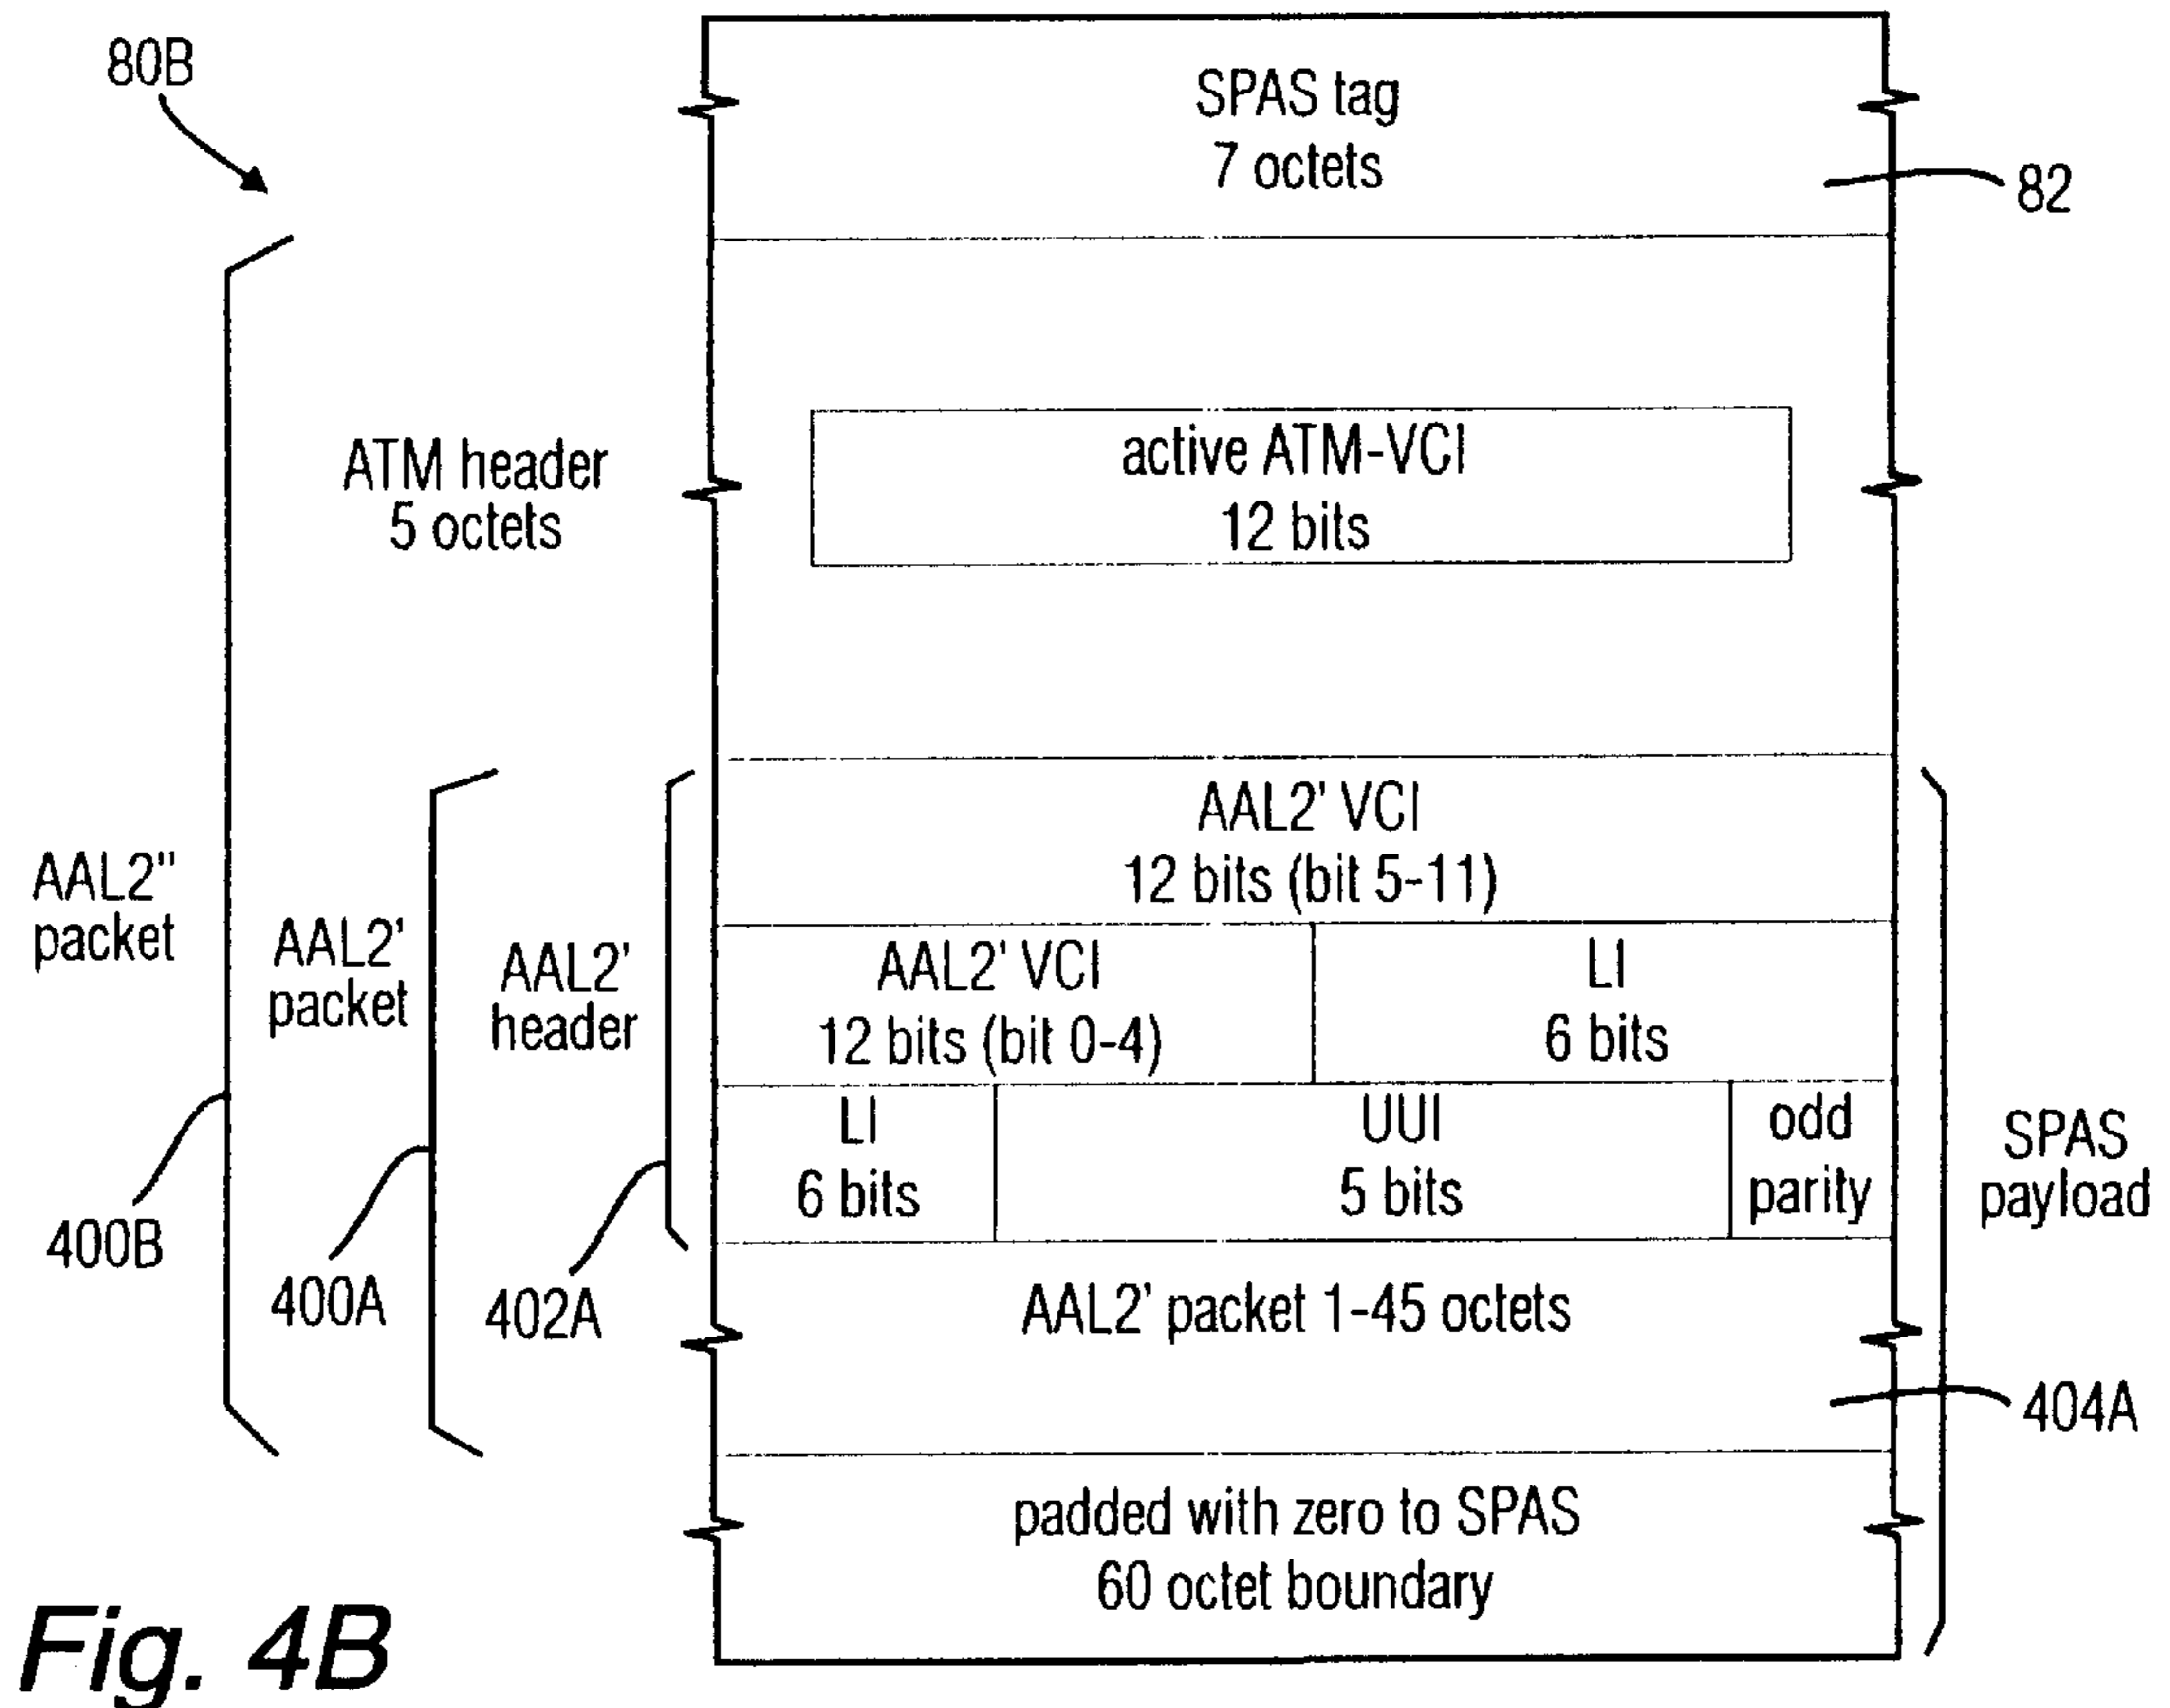 80B
SPAS tag
7 octets
82
ATM header
5 octets
active ATM-VCI
12 bits
AAL2'' packet
AAL2' packet
AAL2' header
AAL2' VCI
12 bits (bit 5-11)
AAL2' VCI
12 bits (bit 0-4)
LI
6 bits
LI
6 bits
UUI
5 bits
odd
parity
SPAS
payload
400B
400A
402A
AAL2' packet 1-45 octets
404A
padded with zero to SPAS
60 octet boundary
Fig. 4B